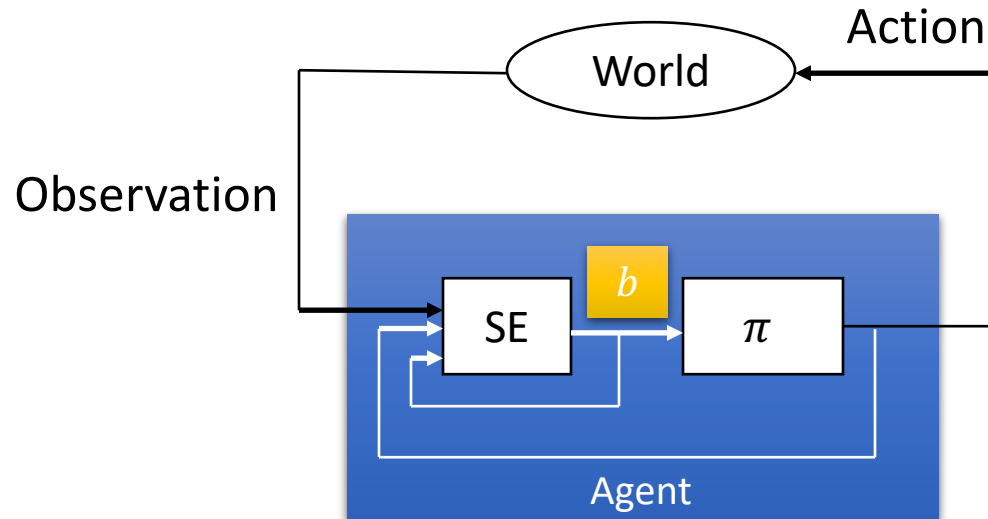 Action
World
Observation
b
SE
π
Agent